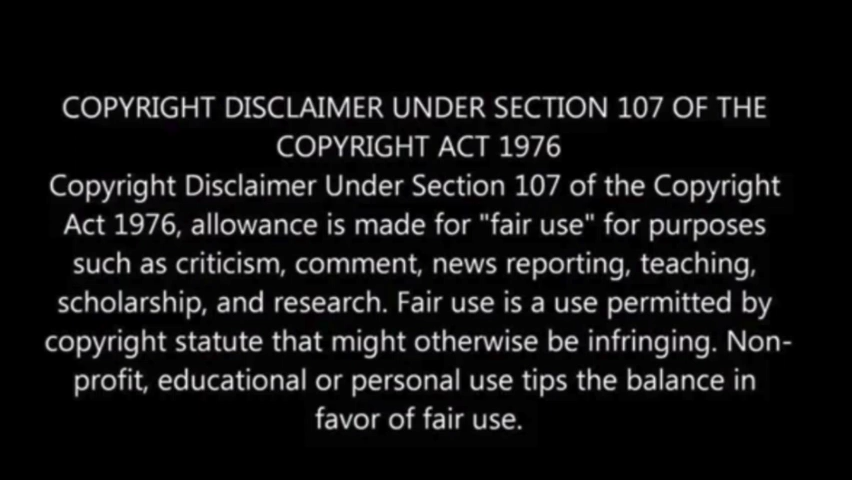 COPYRIGHT DISCLAIMER UNDER SECTION 107 OF THE
COPYRIGHT ACT 1976
Copyright Disclaimer Under Section 107 of the Copyright
Act 1976, allowance is made for "fair use" for purposes
such as criticism, comment, news reporting, teaching,
scholarship, and research. Fair use is a use permitted by
copyright statute that might otherwise be infringing. Non-
profit, educational or personal use tips the balance in
favor of fair use.